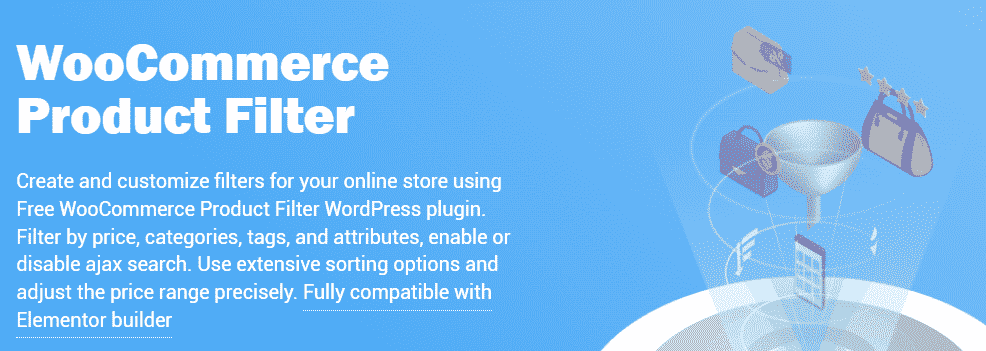 WooCommerce
Product Filter
Create and customize filters for your online store using
Free WooCommerce Product Filter WordPress plugin.
Filter by price, categories, tags, and attributes, enable or
disable ajax search. Use extensive sorting options and
adjust the price range precisely. Fully compatible with
Elementor builder